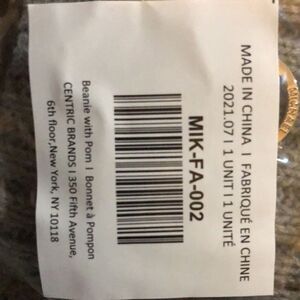 MADE IN CHINA | FABRIQUÉ EN CHINE
2021.07 | 1 UNIT | 1 UNITÉ
MIK-FA-002
Beanie with Pom | Bonnet à Pompon
CENTRIC BRANDS | 350 Fifth Avenue,
6th floor,New York, NY 10118